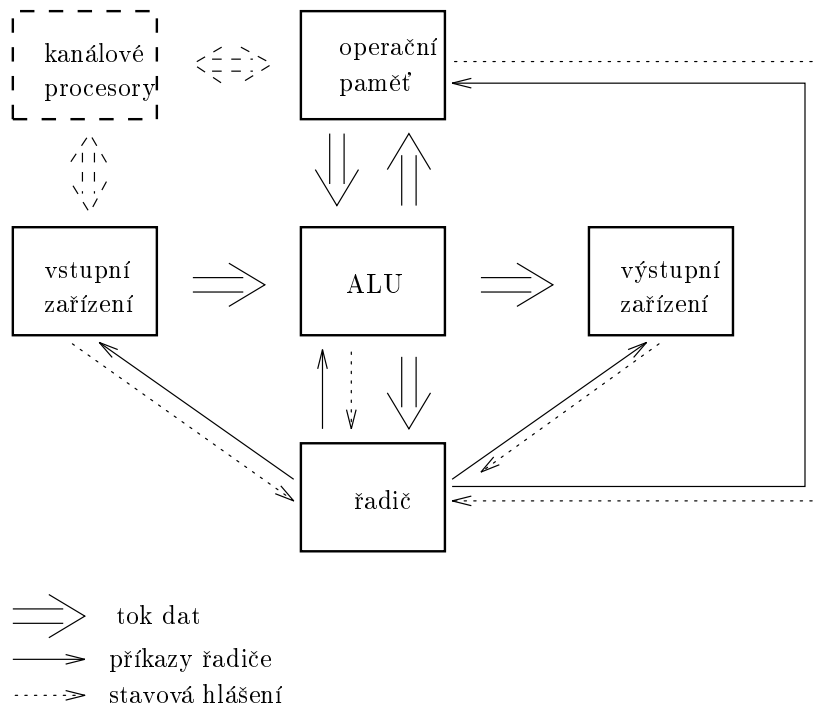 kanálové
procesory
operační
paměť
vstupní
zařízení
ALU
výstupní
zařízení
řadič
tok dat
příkazy řadiče
stavová hlášení